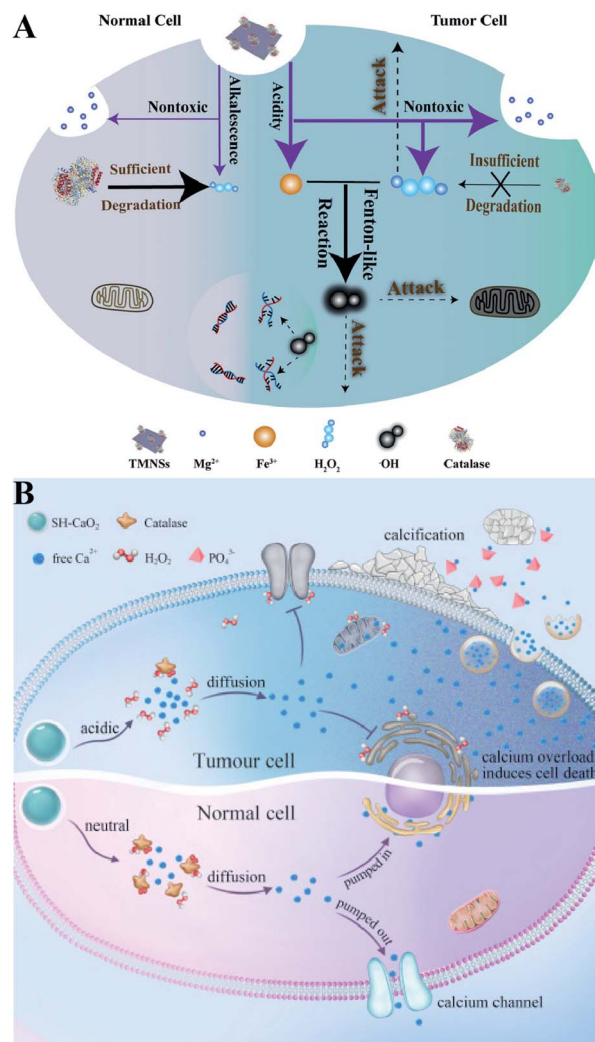 A
Normal Cell
Tumor Cell
Alkalescence
Acidity
Attack
Nontoxic
Nontoxic
Sufficient
Degradation
Insufficient
Degradation
Fenton-like
Reaction
Attack
Attack
TMNSs
Mg²⁺
Fe³⁺
H₂O₂
·OH
Catalase
B
SH-CaO₂
Catalase
free Ca²⁺
H₂O₂
PO₄³⁻
calcification
acidic
diffusion
Tumour cell
calcium overload
induces cell death
Normal cell
neutral
diffusion
pumped in
pumped out
calcium channel